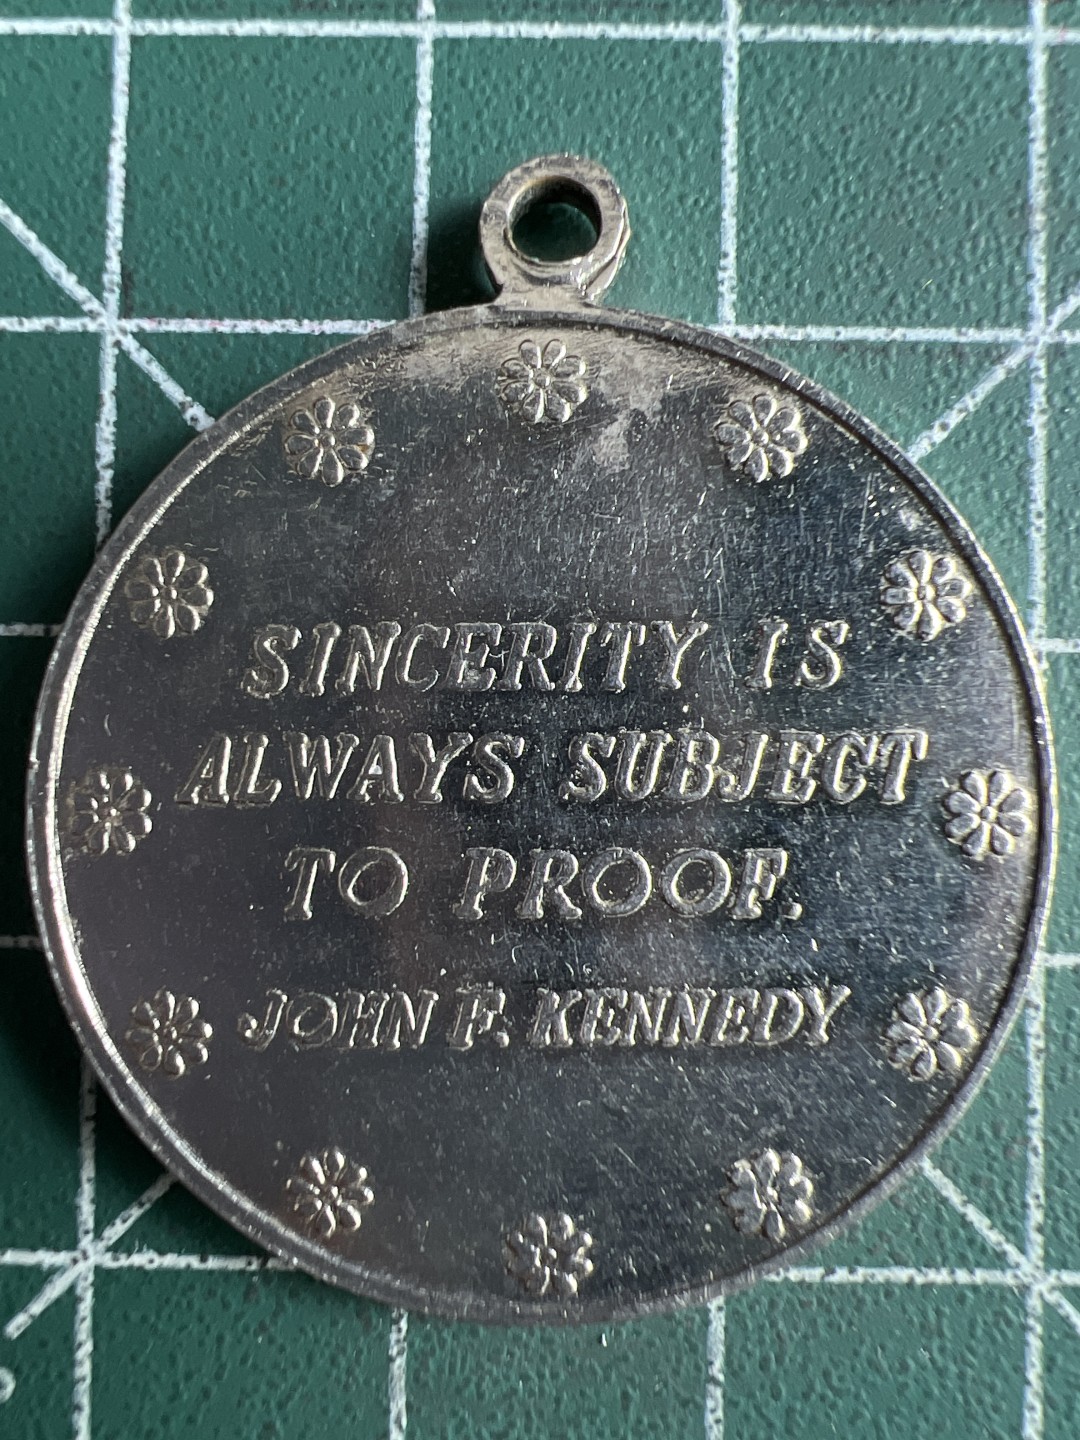 SINCERITY IS
ALWAYS SUBJECT
TO PROOF.
JOHN F. KENNEDY